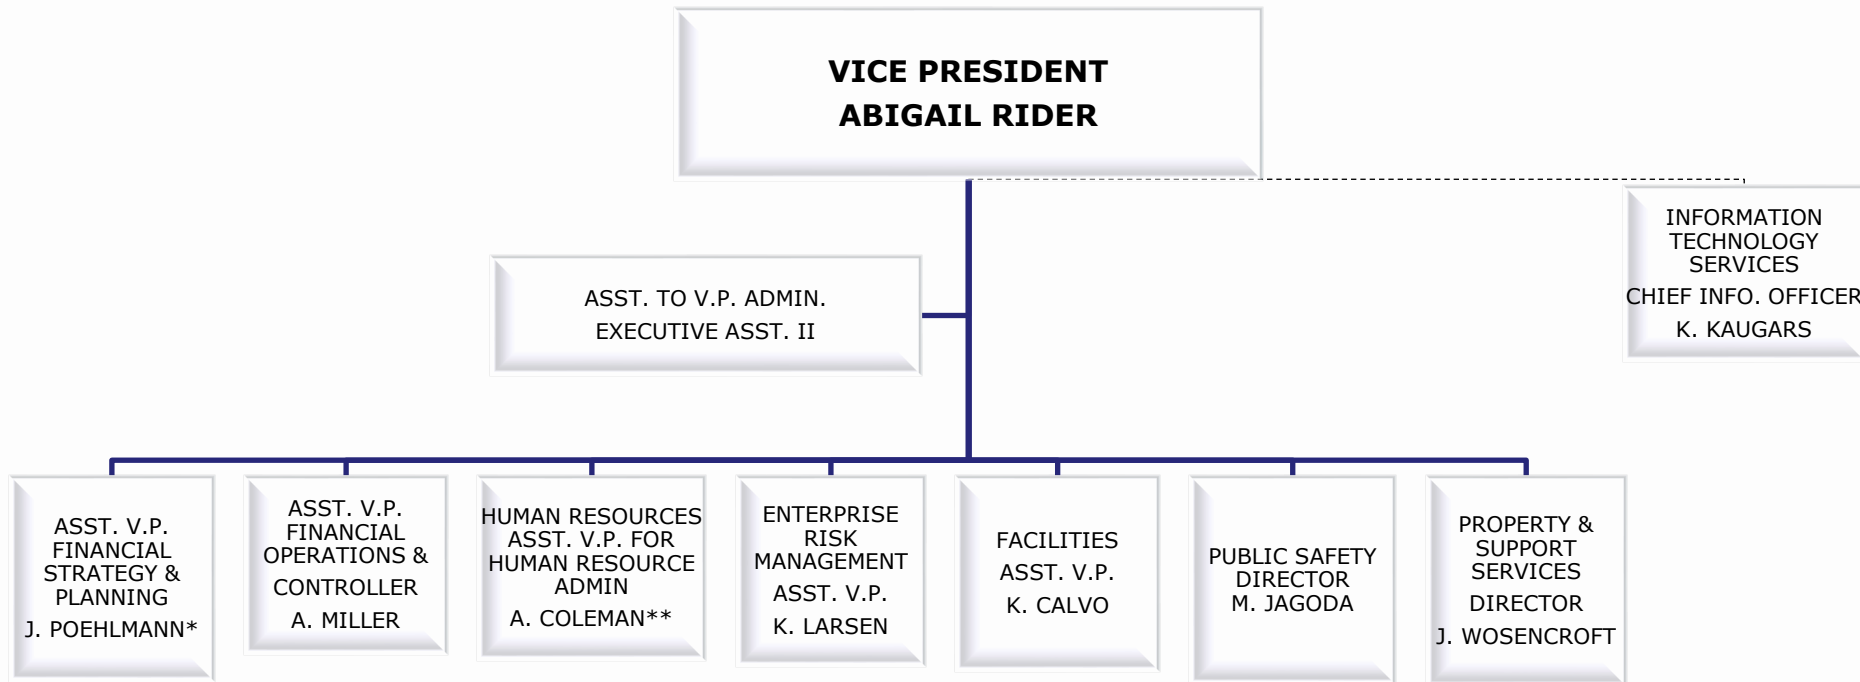 VICE PRESIDENT
ABIGAIL RIDER
INFORMATION
TECHNOLOGY
SERVICES
CHIEF INFO. OFFICER
K. KAUGARS
ASST. TO V.P. ADMIN.
EXECUTIVE ASST. II
ASST. V.P.
FINANCIAL
STRATEGY &
PLANNING
J. POEHLMANN*
ASST. V.P.
FINANCIAL
OPERATIONS &
CONTROLLER
A. MILLER
HUMAN RESOURCES
ASST. V.P. FOR
HUMAN RESOURCE
ADMIN
A. COLEMAN**
ENTERPRISE
RISK
MANAGEMENT
ASST. V.P.
K. LARSEN
FACILITIES
ASST. V.P.
K. CALVO
PUBLIC SAFETY
DIRECTOR
M. JAGODA
PROPERTY &
SUPPORT
SERVICES
DIRECTOR
J. WOSENCROFT